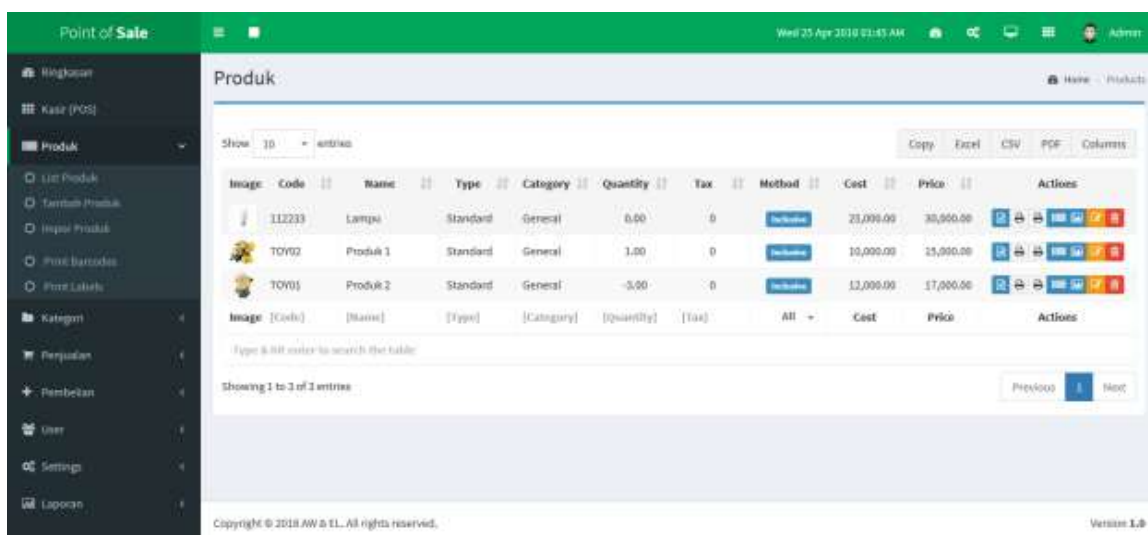 Point of Sale
Wed 25 Apr 2018 01:45 AM
Admin
Ringkasan
Kasir (POS)
Produk
List Produk
Tambah Produk
Impor Produk
Print Barcodes
Print Labels
Kategori
Penjualan
Pembelian
User
Settings
Laporan
Produk
Home Products
Show 10 entries
Copy Excel CSV PDF Columns
Image Code Name Type Category Quantity Tax Method Cost Price Actions
112233 Lampu Standard General 0.00 0 Inclusive 25,000.00 30,000.00
TOY02 Produk 1 Standard General 1.00 0 Inclusive 10,000.00 15,000.00
TOY01 Produk 2 Standard General -3.00 0 Inclusive 12,000.00 17,000.00
Image [Code] [Name] [Type] [Category] [Quantity] [Tax] All Cost Price Actions
Type & hit enter to search the table
Showing 1 to 3 of 3 entries
Previous 1 Next
Copyright © 2018 AW & EL. All rights reserved.
Version 1.0